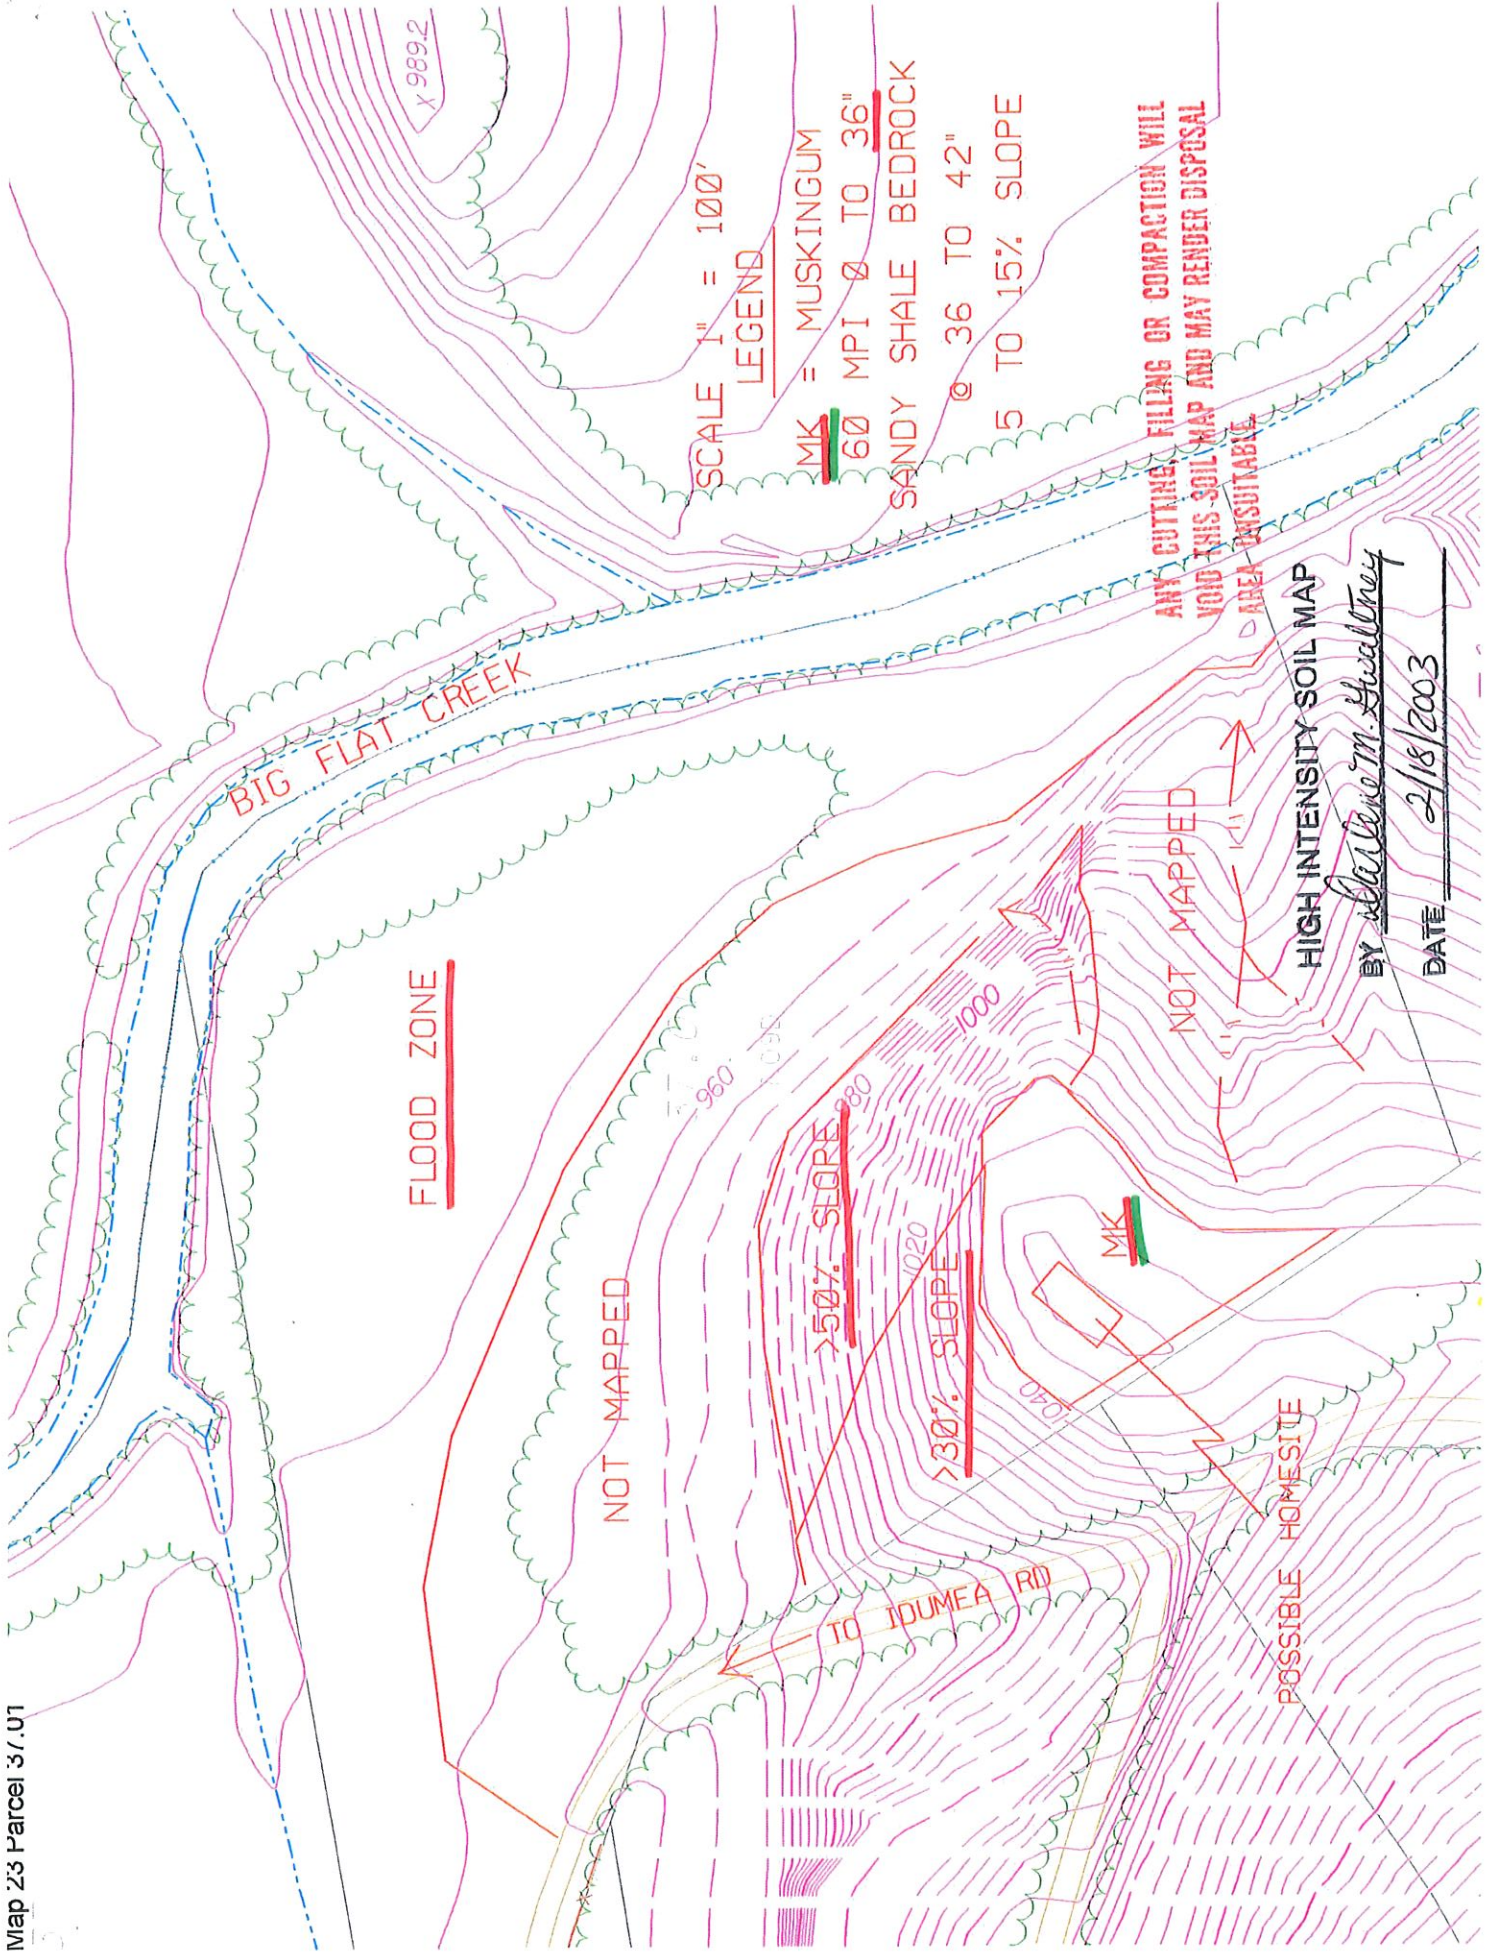 Map 23 Parcel 37.01
x 989.2
SCALE 1" = 100'
LEGEND
MK = MUSKINGUM
60 MPI 0 TO 36"
SANDY SHALE BEDROCK
@ 36 TO 42"
5 TO 15% SLOPE
ANY CUTTING, FILLING OR COMPACTION WILL
VOID THIS SOIL MAP AND MAY RENDER DISPOSAL
AREA UNSUITABLE.
HIGH INTENSITY SOIL MAP
BY Darlene M. Gwaltney
DATE 2/18/2003
BIG FLAT CREEK
FLOOD ZONE
NOT MAPPED
960
980
1000
>50% SLOPE
1020
>30% SLOPE
1040
MK
NOT MAPPED
TO IDUMEA RD
POSSIBLE HOMESITE